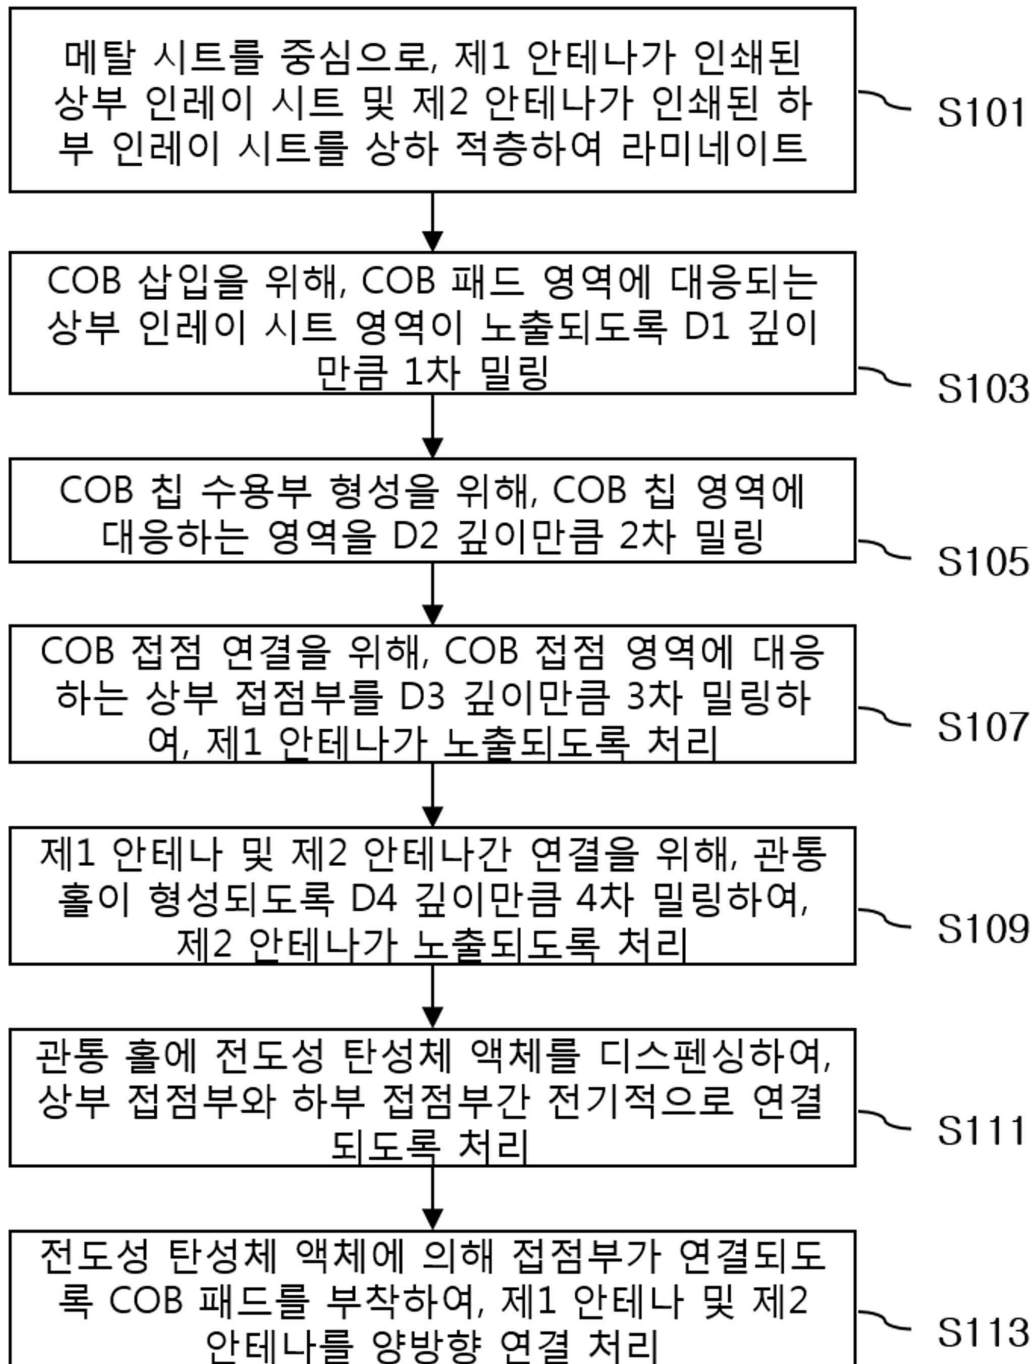 메탈 시트를 중심으로, 제1 안테나가 인쇄된
상부 인레이 시트 및 제2 안테나가 인쇄된 하
부 인레이 시트를 상하 적층하여 라미네이트
S101
COB 삽입을 위해, COB 패드 영역에 대응되는
상부 인레이 시트 영역이 노출되도록 D1 깊이
만큼 1차 밀링
S103
COB 칩 수용부 형성을 위해, COB 칩 영역에
대응하는 영역을 D2 깊이만큼 2차 밀링
S105
COB 접점 연결을 위해, COB 접점 영역에 대응
하는 상부 접점부를 D3 깊이만큼 3차 밀링하
여, 제1 안테나가 노출되도록 처리
S107
제1 안테나 및 제2 안테나간 연결을 위해, 관통
홀이 형성되도록 D4 깊이만큼 4차 밀링하여,
제2 안테나가 노출되도록 처리
S109
관통 홀에 전도성 탄성체 액체를 디스펜싱하여,
상부 접점부와 하부 접점부간 전기적으로 연결
되도록 처리
S111
전도성 탄성체 액체에 의해 접점부가 연결되도
록 COB 패드를 부착하여, 제1 안테나 및 제2
안테나를 양방향 연결 처리
S113